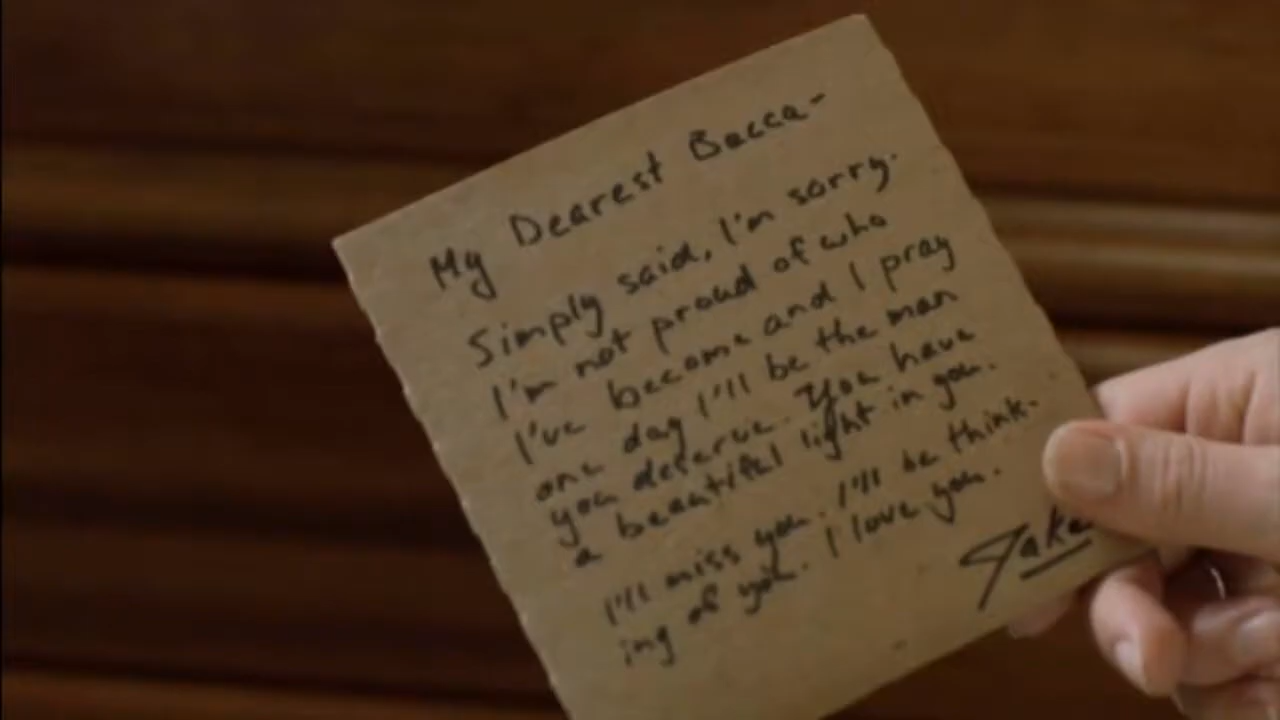 My Dearest Becca-
Simply said, I'm sorry.
I'm not proud of who
I've become and I pray
one day I'll be the man
you deserve. You have
a beautiful light in you.
I'll miss you. I'll be think-
ing of you. I love you.
Jake